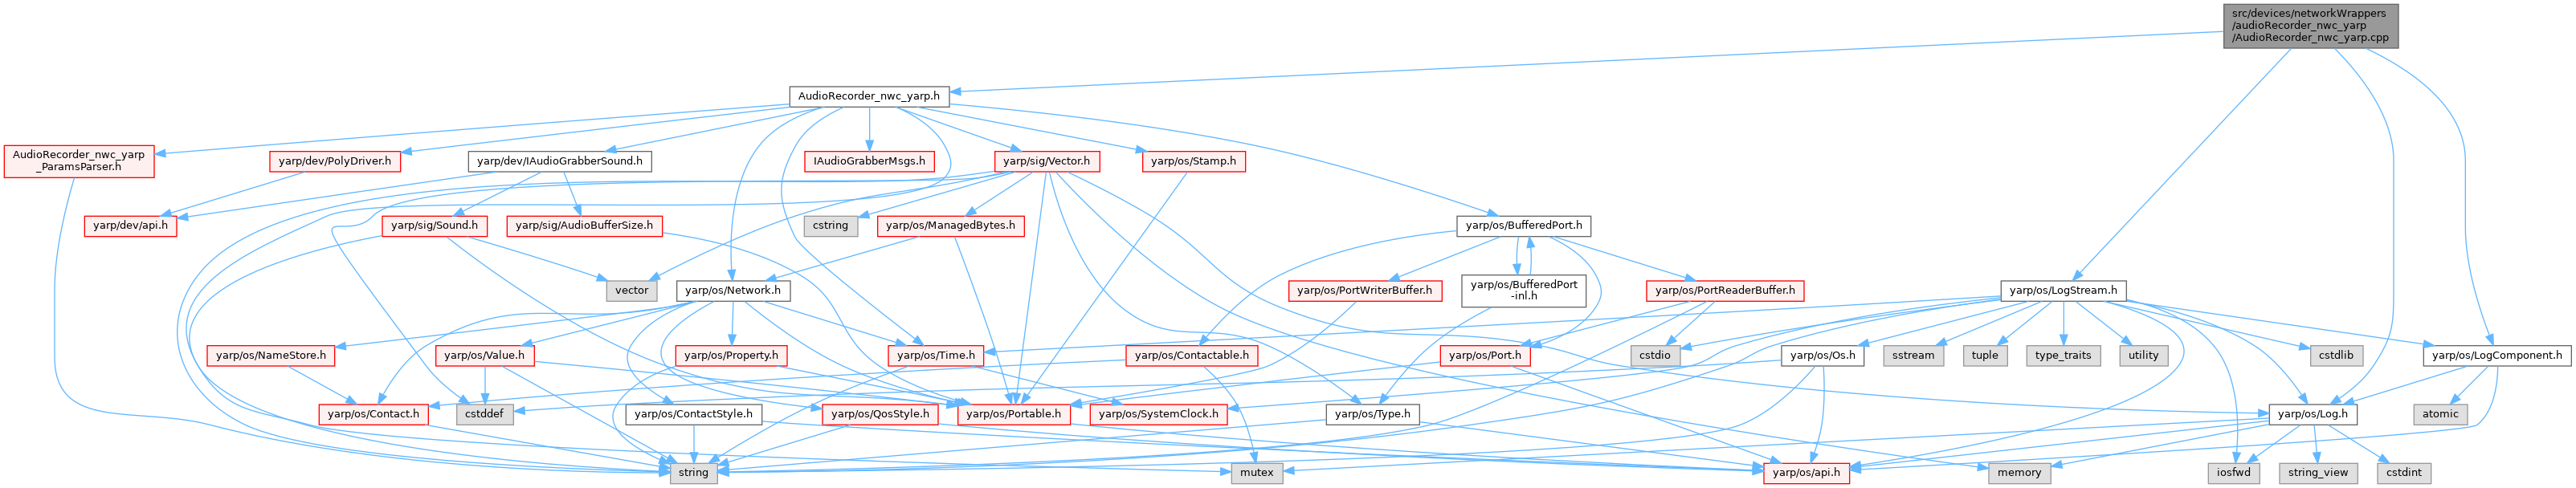 src/devices/networkWrappers
/audioRecorder_nwc_yarp
/AudioRecorder_nwc_yarp.cpp
AudioRecorder_nwc_yarp.h
AudioRecorder_nwc_yarp
_ParamsParser.h
yarp/dev/PolyDriver.h
yarp/dev/IAudioGrabberSound.h
IAudioGrabberMsgs.h
yarp/sig/Vector.h
yarp/os/Stamp.h
yarp/dev/api.h
yarp/sig/Sound.h
yarp/sig/AudioBufferSize.h
cstring
yarp/os/ManagedBytes.h
yarp/os/BufferedPort.h
vector
yarp/os/Network.h
yarp/os/PortWriterBuffer.h
yarp/os/BufferedPort
-inl.h
yarp/os/PortReaderBuffer.h
yarp/os/LogStream.h
yarp/os/NameStore.h
yarp/os/Value.h
yarp/os/Property.h
yarp/os/Time.h
yarp/os/Contactable.h
yarp/os/Port.h
cstdio
yarp/os/Os.h
sstream
tuple
type_traits
utility
cstdlib
yarp/os/LogComponent.h
yarp/os/Contact.h
cstddef
yarp/os/ContactStyle.h
yarp/os/QosStyle.h
yarp/os/Portable.h
yarp/os/SystemClock.h
yarp/os/Type.h
yarp/os/Log.h
atomic
string
mutex
yarp/os/api.h
memory
iosfwd
string_view
cstdint